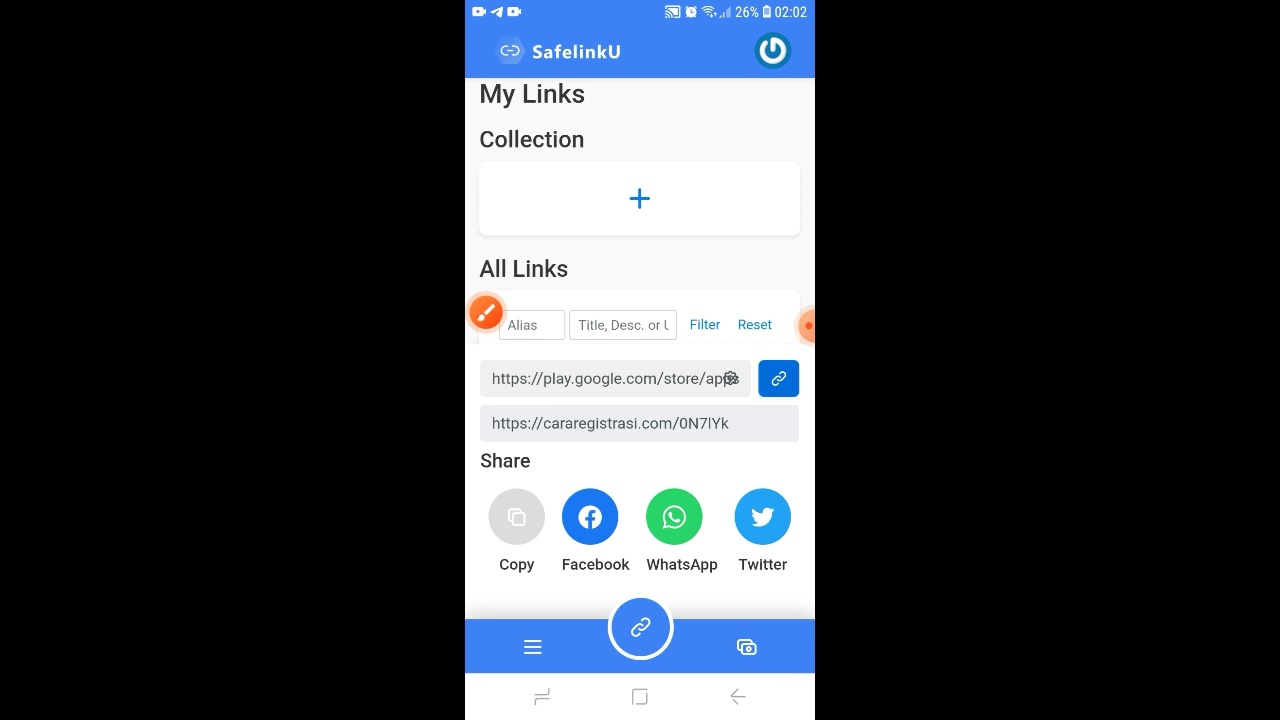 26% 02:02
SafelinkU
My Links
Collection
All Links
Alias
Title, Desc. or U
Filter
Reset
https://play.google.com/store/apps
https://cararegistrasi.com/0N7lYk
Share
Copy
Facebook
WhatsApp
Twitter